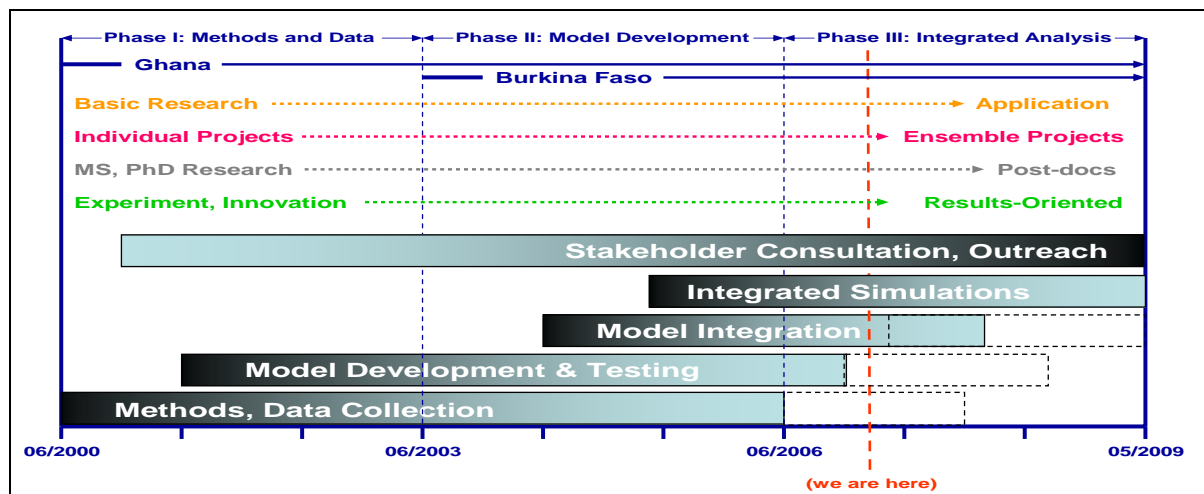 Phase I: Methods and Data
Phase II: Model Development
Phase III: Integrated Analysis
Ghana
Burkina Faso
Basic Research
Application
Individual Projects
Ensemble Projects
MS, PhD Research
Post-docs
Experiment, Innovation
Results-Oriented
Stakeholder Consultation, Outreach
Integrated Simulations
Model Integration
Model Development & Testing
Methods, Data Collection
06/2000
06/2003
06/2006
05/2009
(we are here)